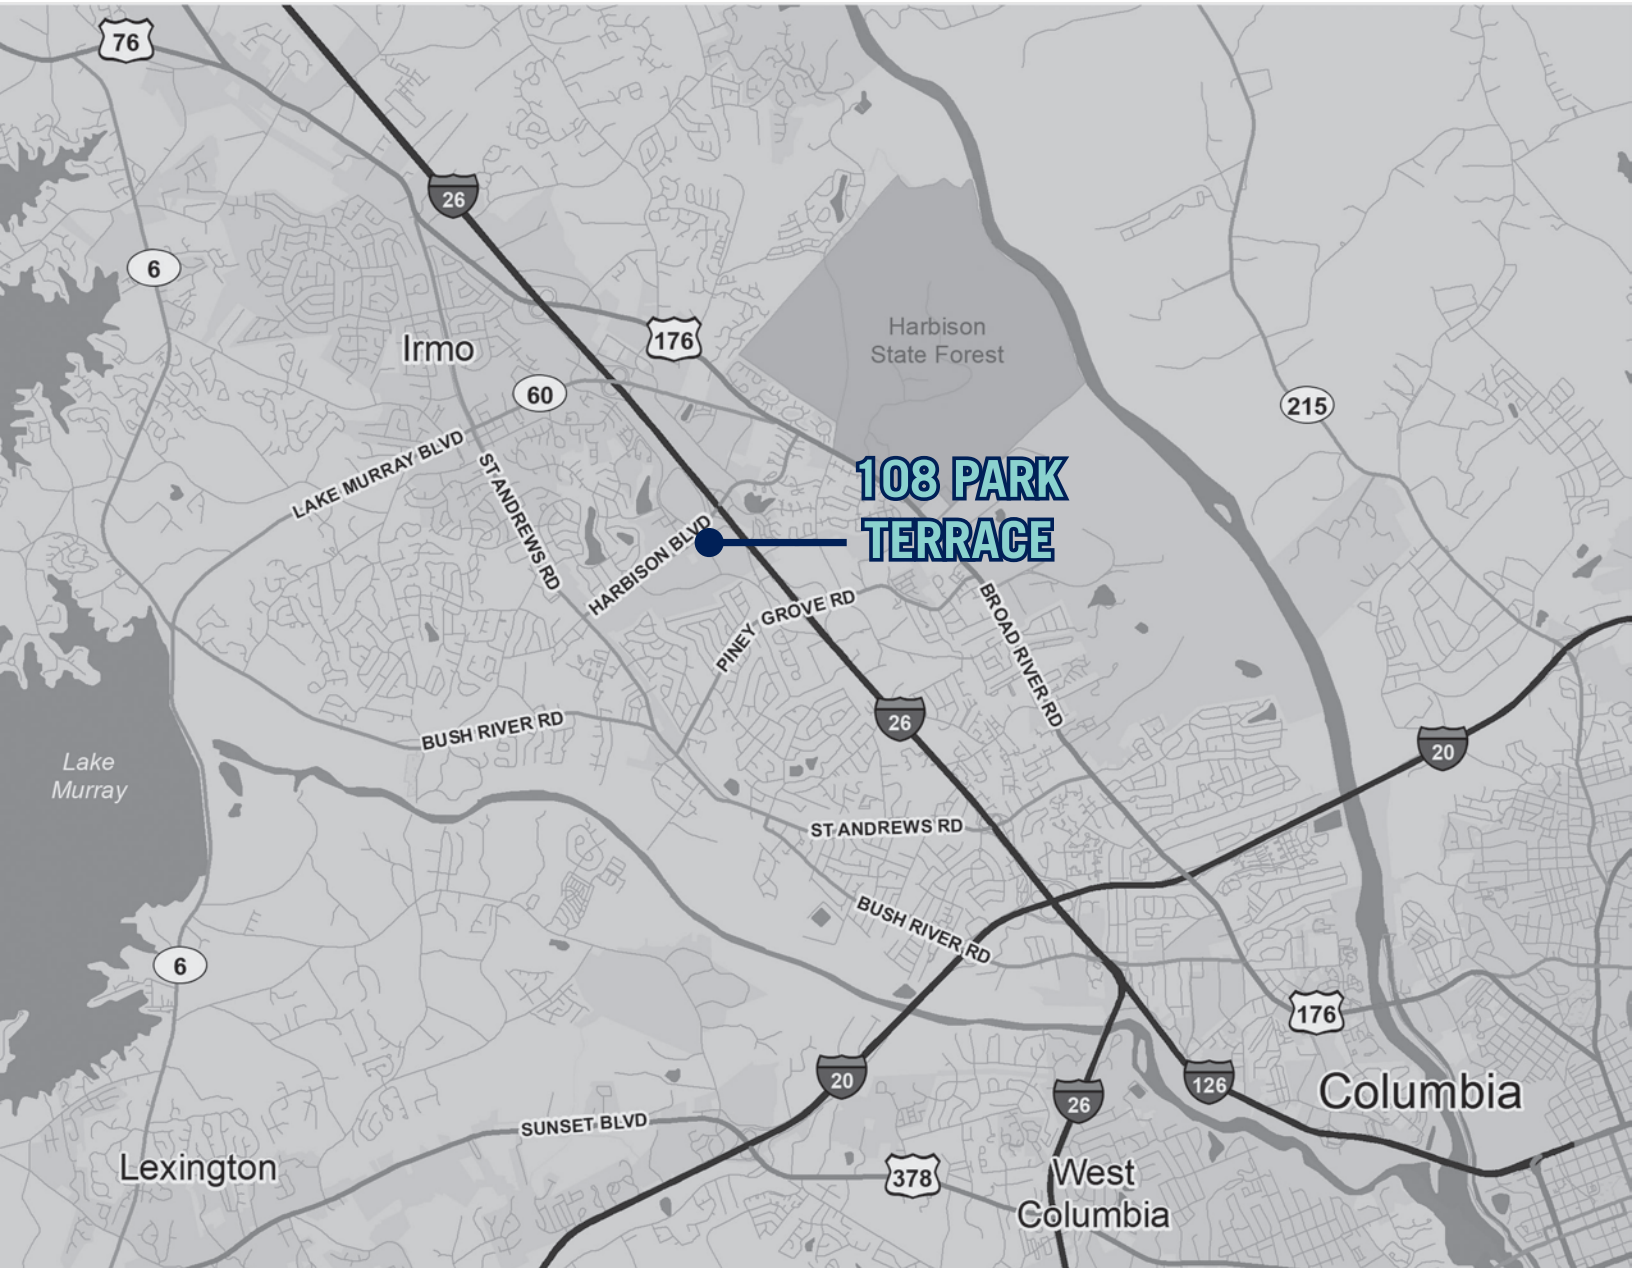 76
26
6
Irmo
176
Harbison
State Forest
60
215
LAKE MURRAY BLVD
ST ANDREWS RD
108 PARK
TERRACE
HARBISON BLVD
PINEY GROVE RD
BROAD RIVER RD
BUSH RIVER RD
26
20
Lake
Murray
ST ANDREWS RD
BUSH RIVER RD
6
176
20
26
126
Columbia
SUNSET BLVD
Lexington
378
West
Columbia